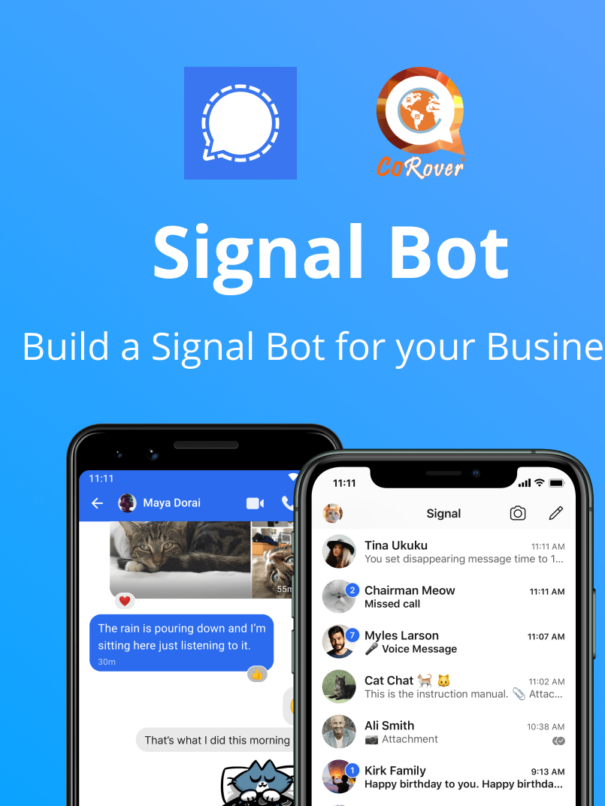 CoRover
Signal Bot
Build a Signal Bot for your Busine
11:11
Maya Dorai
55m
The rain is pouring down and I'm
sitting here just listening to it.
30m
That's what I did this morning
11:11
Signal
Tina Ukuku 11:11 AM
You set disappearing message time to 1...
2
Chairman Meow 11:11 AM
Missed call
7
Myles Larson 11:07 AM
🎤 Voice Message
Cat Chat 🐈 🐱 11:02 AM
This is the instruction manual. 📎 Attac...
Ali Smith 10:38 AM
📷 Attachment
1
Kirk Family 9:13 AM
Happy birthday to you. Happy birthda...